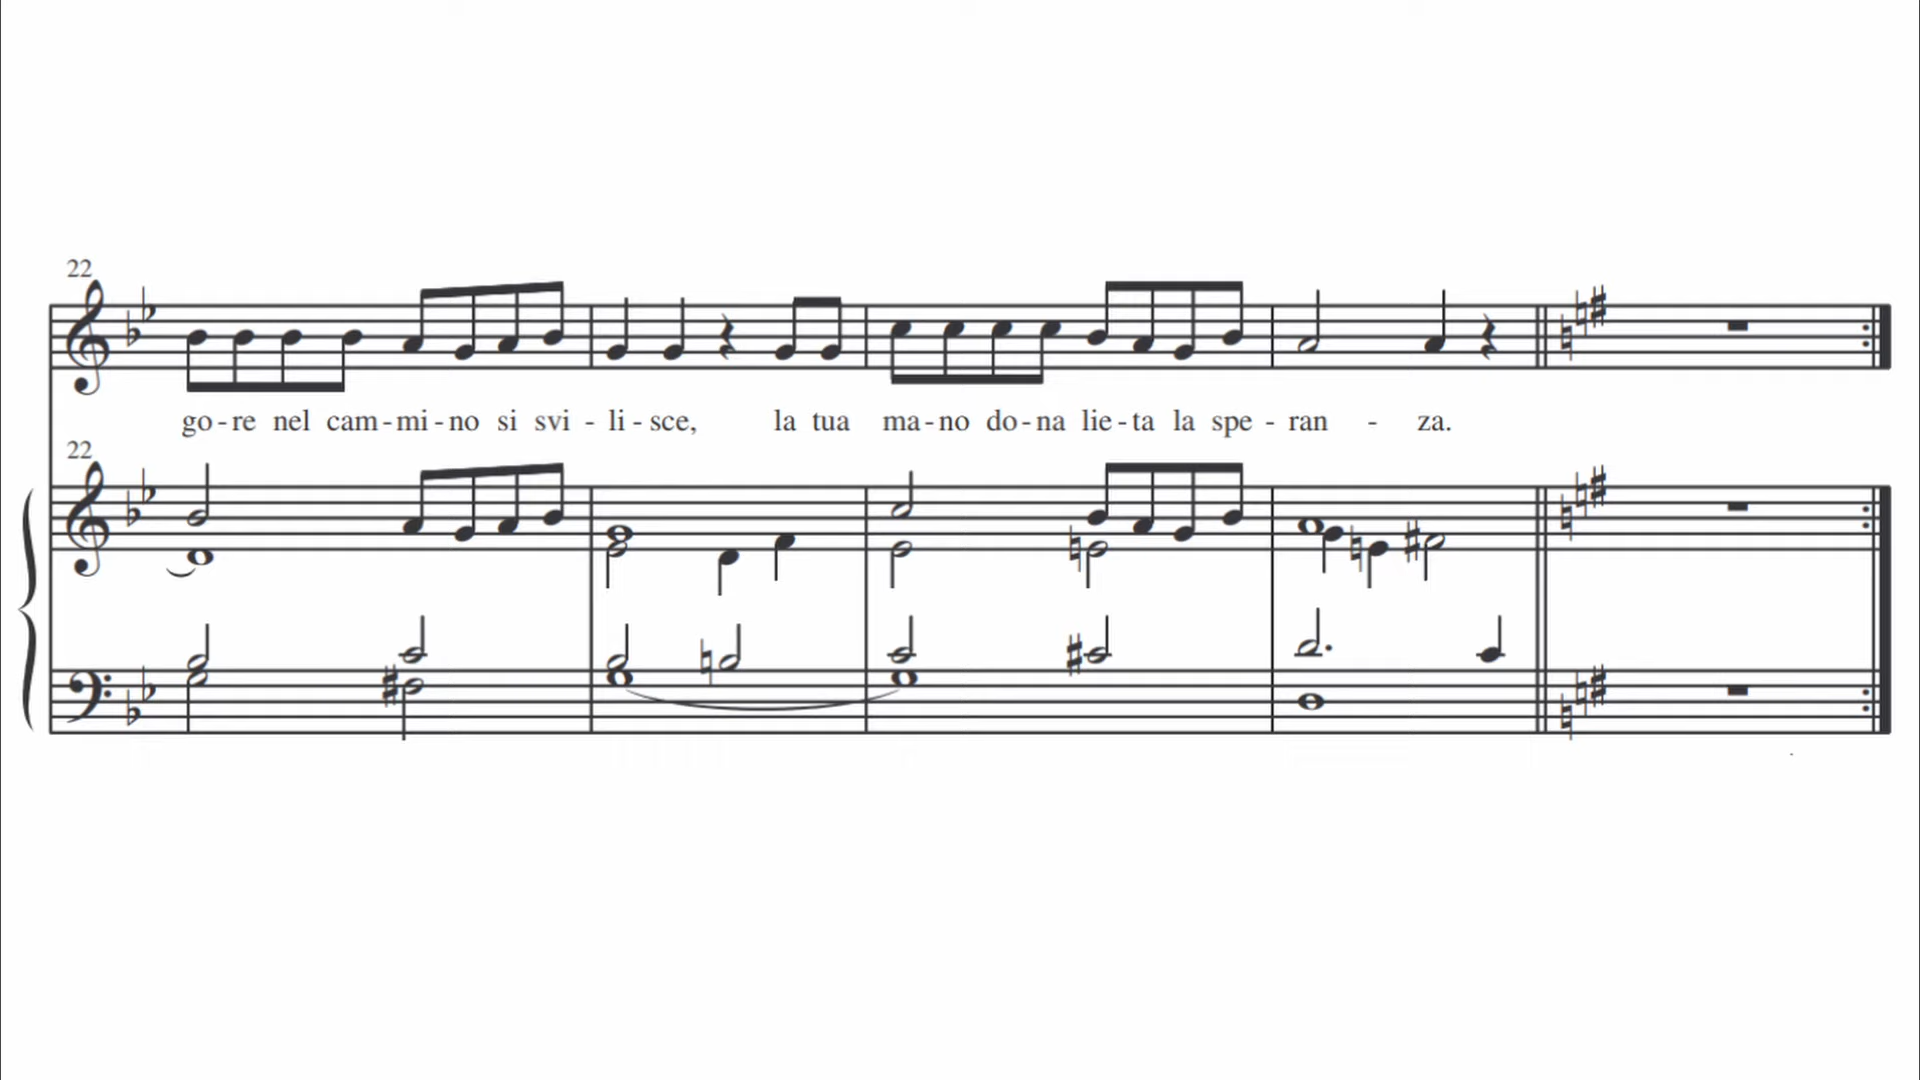 22
go-re nel cam-mi-no si svi - li - sce, la tua ma-no do-na lie-ta la spe - ran - za.
22